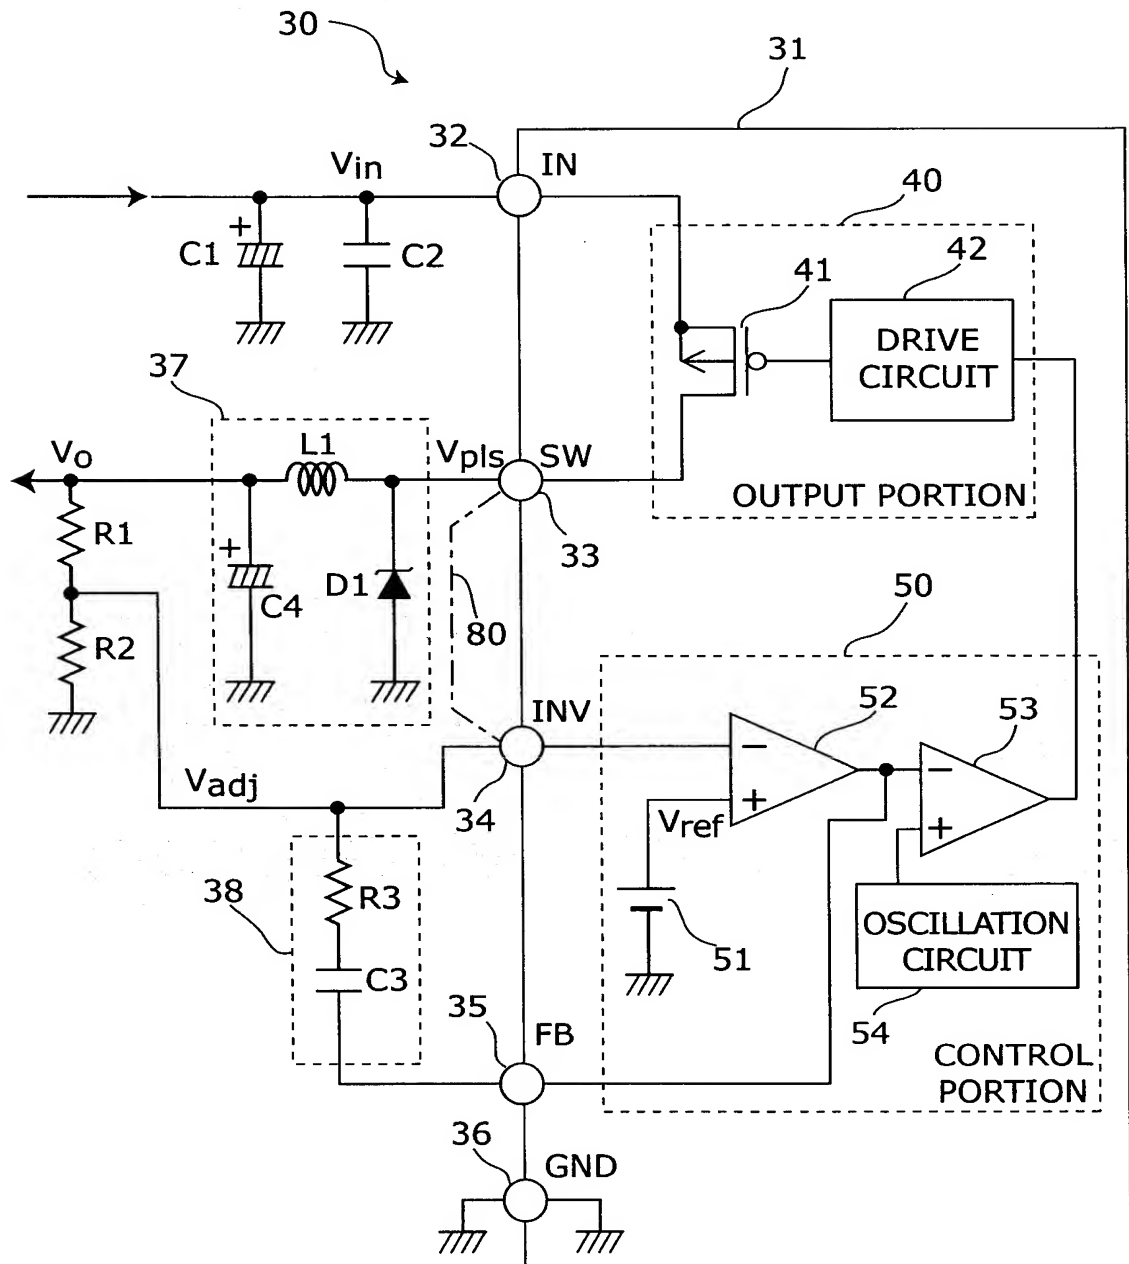 30
31
32
IN
Vin
40
+
C1
C2
41
42
DRIVE
CIRCUIT
37
L1
Vo
Vpls
SW
OUTPUT PORTION
R1
+
33
D1
C4
50
R2
80
INV
52
53
−
−
Vadj
34
+
Vref
+
38
R3
OSCILLATION
CIRCUIT
51
C3
35
FB
54
CONTROL
PORTION
36
GND